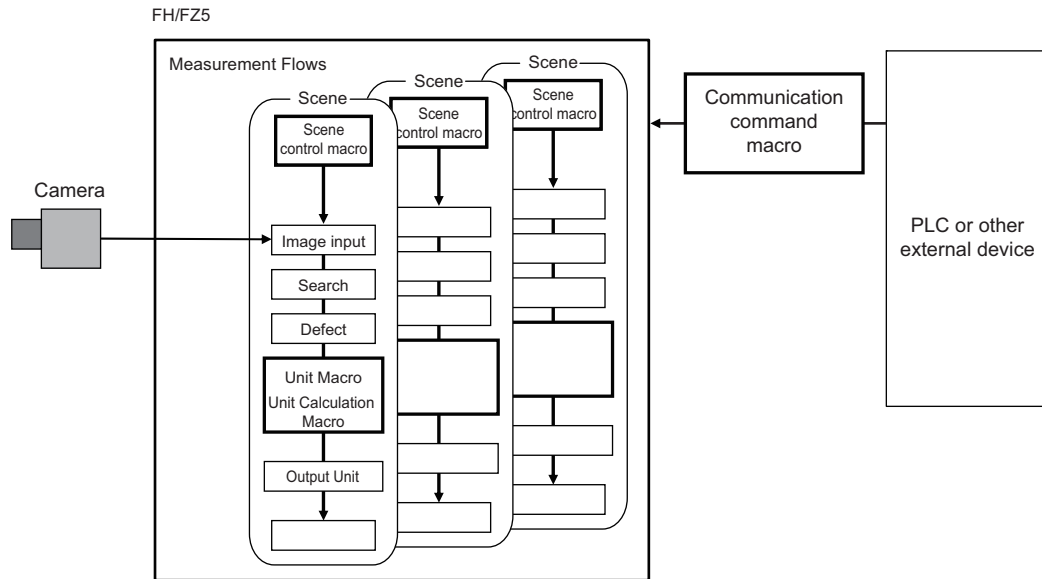 FH/FZ5
Measurement Flows
Scene
Scene
Scene
Scene
control macro
Scene
control macro
Scene
control macro
Communication
command
macro
Camera
PLC or other
external device
Image input
Search
Defect
Unit Macro
Unit Calculation
Macro
Output Unit